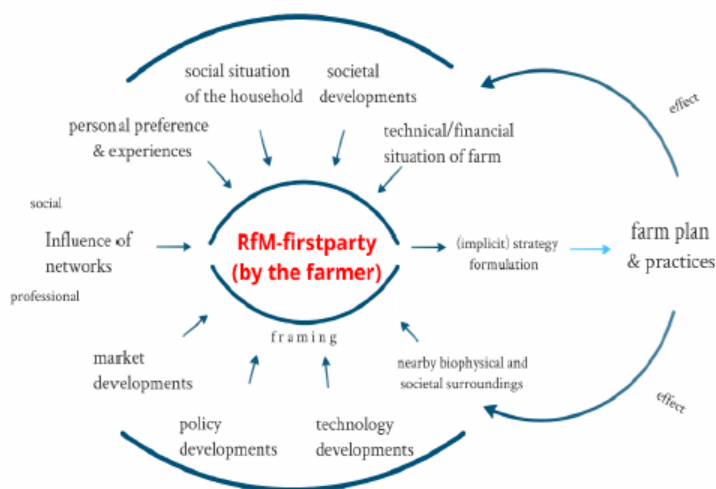 social situation
of the household
societal
developments
effect
personal preference
& experiences
technical/financial
situation of farm
social
Influence of
networks
professional
RfM-firstparty
(by the farmer)
(implicit) strategy
formulation
farm plan
& practices
framing
market
developments
nearby biophysical and
societal surroundings
policy
developments
technology
developments
effect